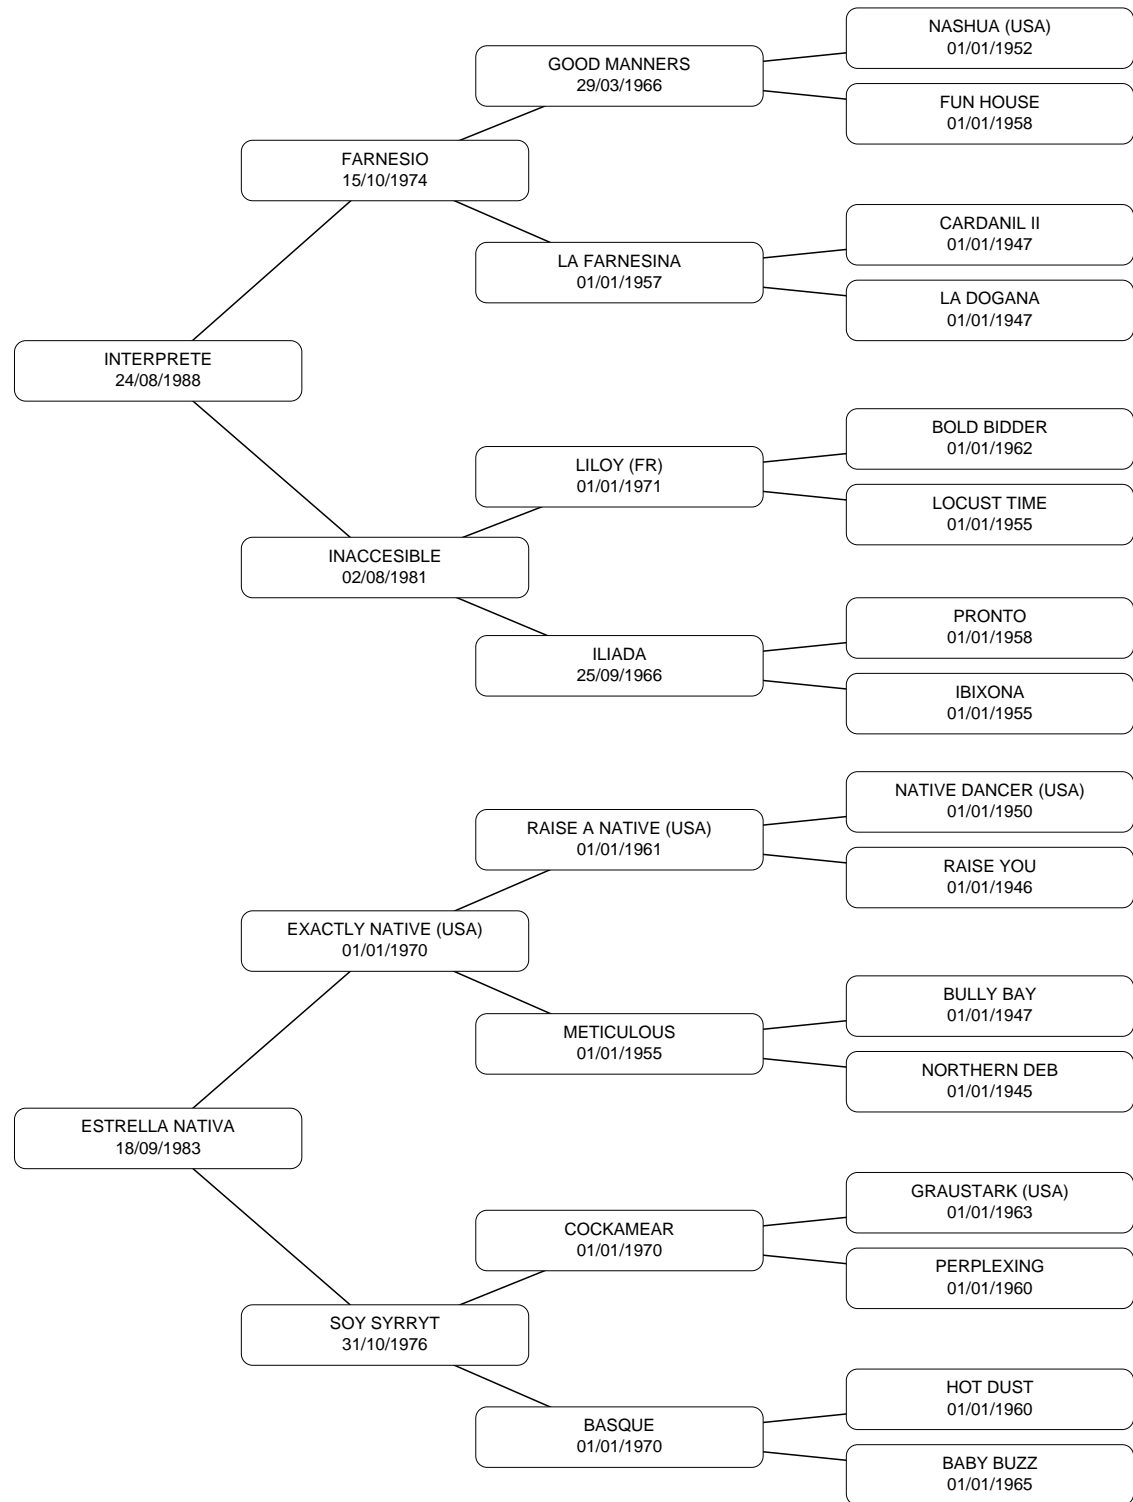 NASHUA (USA)
01/01/1952
GOOD MANNERS
29/03/1966
FUN HOUSE
01/01/1958
FARNESIO
15/10/1974
CARDANIL II
01/01/1947
LA FARNESINA
01/01/1957
LA DOGANA
01/01/1947
INTERPRETE
24/08/1988
BOLD BIDDER
01/01/1962
LILOY (FR)
01/01/1971
LOCUST TIME
01/01/1955
INACCESIBLE
02/08/1981
PRONTO
01/01/1958
ILIADA
25/09/1966
IBIXONA
01/01/1955
NATIVE DANCER (USA)
01/01/1950
RAISE A NATIVE (USA)
01/01/1961
RAISE YOU
01/01/1946
EXACTLY NATIVE (USA)
01/01/1970
BULLY BAY
01/01/1947
METICULOUS
01/01/1955
NORTHERN DEB
01/01/1945
ESTRELLA NATIVA
18/09/1983
GRAUSTARK (USA)
01/01/1963
COCKAMEAR
01/01/1970
PERPLEXING
01/01/1960
SOY SYRRYT
31/10/1976
HOT DUST
01/01/1960
BASQUE
01/01/1970
BABY BUZZ
01/01/1965